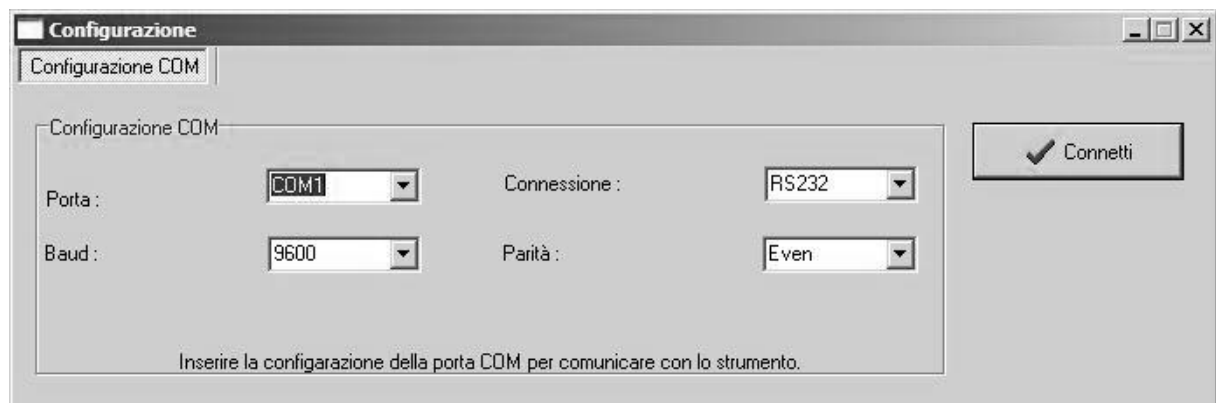 Configurazione
Configurazione COM
Configurazione COM
Porta :
COM1
Connessione :
RS232
Connetti
Baud :
9600
Parità :
Even
Inserire la configarazione della porta COM per comunicare con lo strumento.